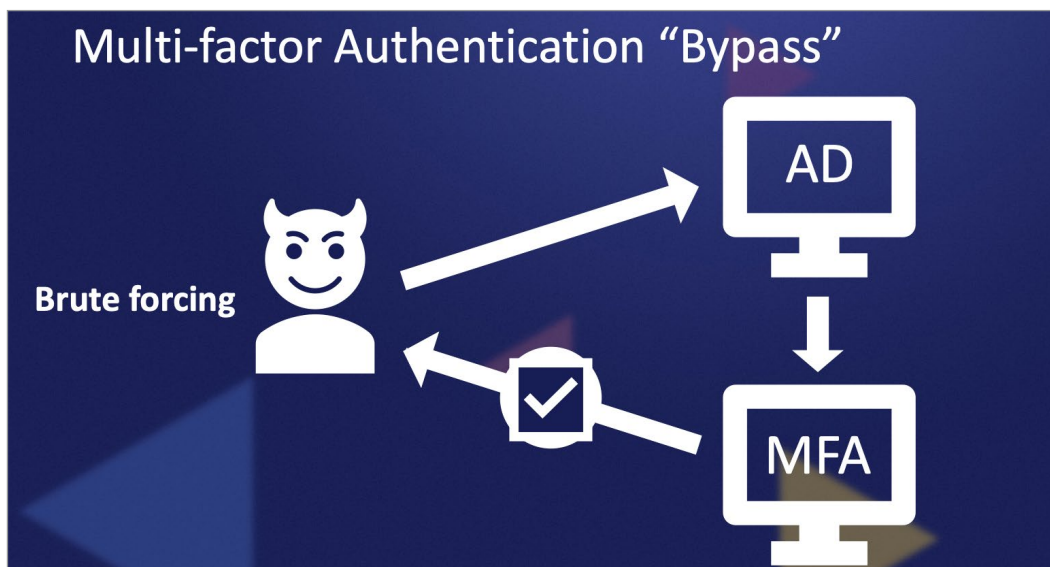 Multi-factor Authentication “Bypass”
AD
Brute forcing
MFA